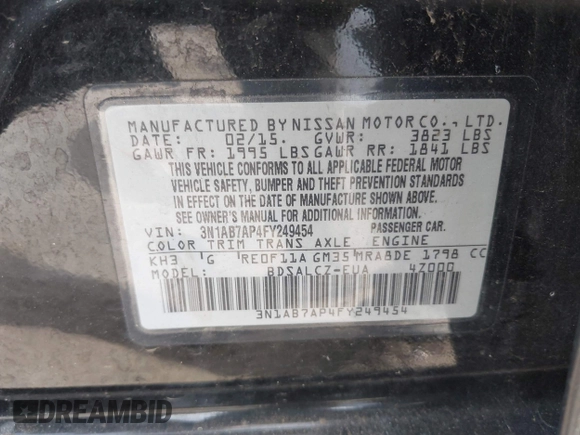 MANUFACTURED BY NISSAN MOTOR CO., LTD.
DATE: 02/15. GVWR: 3823 LBS
GAWR FR: 1995 LBS GAWR RR: 1841 LBS
THIS VEHICLE CONFORMS TO ALL APPLICABLE FEDERAL MOTOR
VEHICLE SAFETY, BUMPER AND THEFT PREVENTION STANDARDS
IN EFFECT ON THE DATE OF MANUFACTURE SHOWN ABOVE.
SEE OWNER'S MANUAL FOR ADDITIONAL INFORMATION
VIN: 3N1AB7AP4FY249454 PASSENGER CAR.
COLOR TRIM TRANS AXLE ENGINE
KH3 G RE0F11A GM35 MRA8DE 1798 CC
MODEL: BDSALCZ-EUA 4Z000
3N1AB7AP4FY249454
DREAMBID